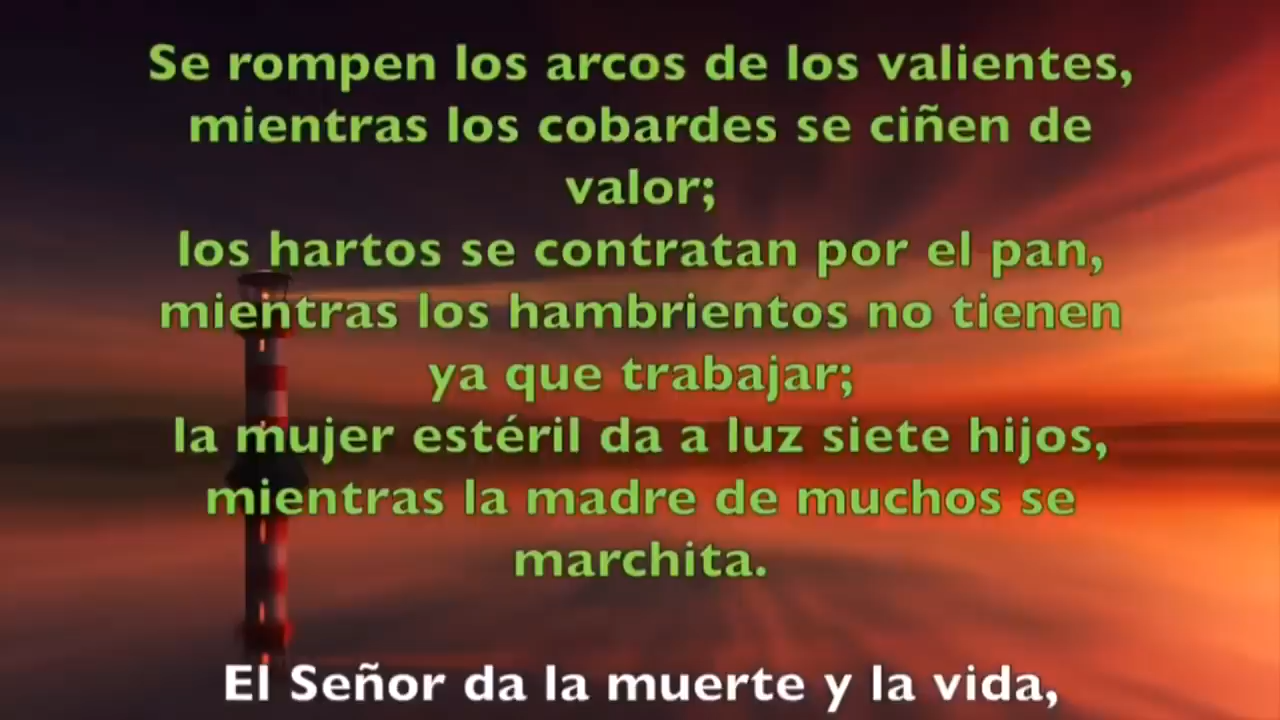 Se rompen los arcos de los valientes,
mientras los cobardes se ciñen de
valor;
los hartos se contratan por el pan,
mientras los hambrientos no tienen
ya que trabajar;
la mujer estéril da a luz siete hijos,
mientras la madre de muchos se
marchita.
El Señor da la muerte y la vida,